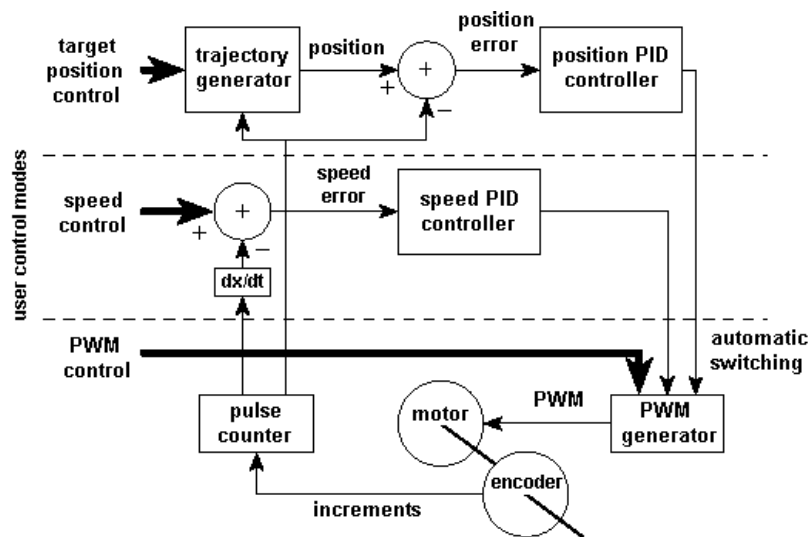 target
position
control
trajectory
generator
position
+
+
−
position
error
position PID
controller
user control modes
speed
control
+
+
−
speed
error
speed PID
controller
dx/dt
PWM
control
automatic
switching
pulse
counter
motor
PWM
PWM
generator
encoder
increments